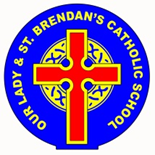 OUR LADY & ST. BRENDAN'S CATHOLIC SCHOOL